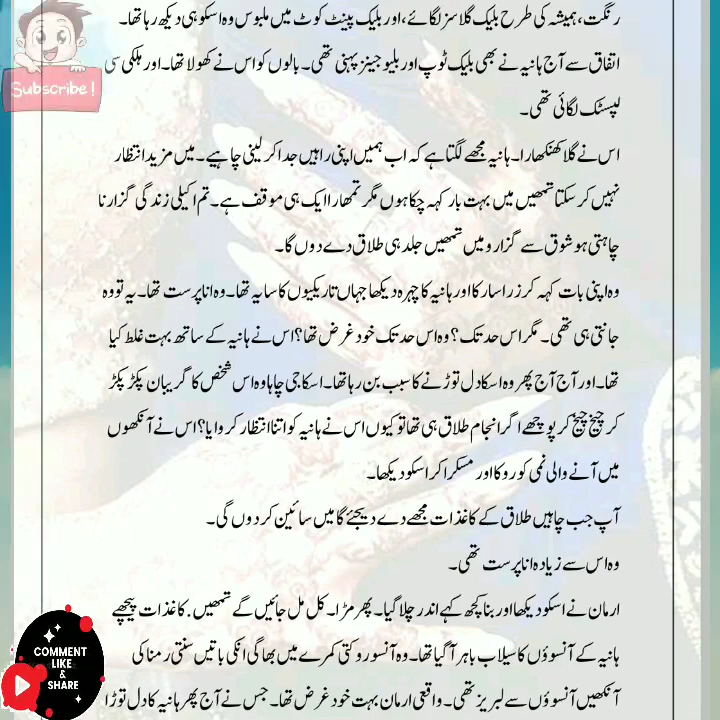 رنگت، ہمیشہ کی طرح بلیک گلاسز لگائے، اور بلیک پینٹ کوٹ میں ملبوس وہ اسکو ہی دیکھ رہا تھا۔
اتفاق سے آج ہانیہ نے بھی بلیک ٹوپ اور بلیو جینز پہنی تھی۔ بالوں کو اس نے کھولا تھا۔ اور ہلکی سی
لپسٹک لگائی تھی۔
Subscribe!
اس نے گلا کھنکھارا۔ ہانیہ مجھے لگتا ہے کہ اب ہمیں اپنی راہیں جدا کر لینی چاہیے۔ میں مزید انتظار
نہیں کر سکتا تمھیں میں بہت بار کہہ چکا ہوں مگر تمھارا ایک ہی موقف ہے۔ تم اکیلی زندگی گزارنا
چاہتی ہو شوق سے گزارو میں تمھیں جلد ہی طلاق دے دوں گا۔
وہ اپنی بات کہہ کر زرا سا رکا اور ہانیہ کا چہرہ دیکھا جہاں تاریکیوں کا سایہ تھا۔ وہ انا پرست تھا۔ یہ تو وہ
جانتی ہی تھی۔ مگر اس حد تک؟ وہ اس حد تک خود غرض تھا؟ اس نے ہانیہ کے ساتھ بہت غلط کیا
تھا۔ اور آج آج پھر وہ اسکا دل توڑنے کا سبب بن رہا تھا۔ اسکا جی چاہا وہ اس شخص کا گریبان پکڑ پکڑ
کر چیخ چیخ کر پوچھے اگر انجام طلاق ہی تھا تو کیوں اس نے ہانیہ کو اتنا انتظار کروایا؟ اس نے آنکھوں
میں آنے والی نمی کو روکا اور مسکرا کر اسکو دیکھا۔
آپ جب چاہیں طلاق کے کاغذات مجھے دے دیجئے گا میں سائین کر دوں گی۔
وہ اس سے زیادہ انا پرست تھی۔
ارمان نے اسکو دیکھا اور بنا کچھ کہے اندر چلا گیا۔ پھر مڑا۔ کل مل جائیں گے تمھیں. کاغذات پیچھے
ہانیہ کے آنسوؤں کا سیلاب باہر آ گیا تھا۔ وہ آنسو روکتی کمرے میں بھاگی انکی باتیں سنتی رمنا کی
آنکھیں آنسوؤں سے لبریز تھی۔ واقعی ارمان بہت خود غرض تھا۔ جس نے آج پھر ہانیہ کا دل توڑا
COMMENT
LIKE
&
SHARE